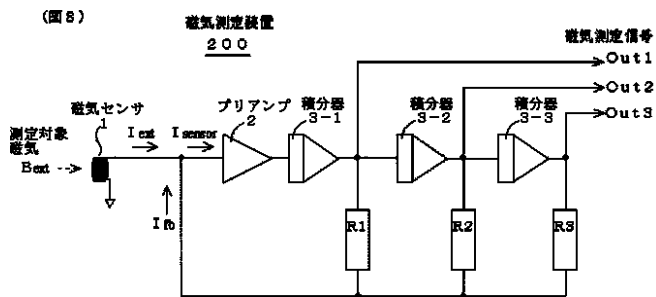 (図8)
磁気測定装置
200
磁気測定信号
Out1
Out2
Out3
磁気センサ
1
プリアンプ
2
積分器
3-1
積分器
3-2
積分器
3-3
測定対象
磁気
Bext
Iext
Isensor
Ifb
R1
R2
R3